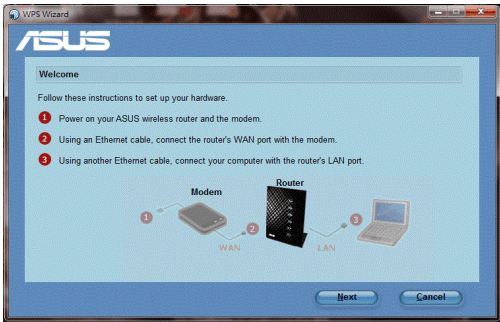 WPS Wizard
ASUS
Welcome
Follow these instructions to set up your hardware.
1 Power on your ASUS wireless router and the modem.
2 Using an Ethernet cable, connect the router's WAN port with the modem.
3 Using another Ethernet cable, connect your computer with the router's LAN port.
Modem
Router
1
2
3
WAN
LAN
Next
Cancel